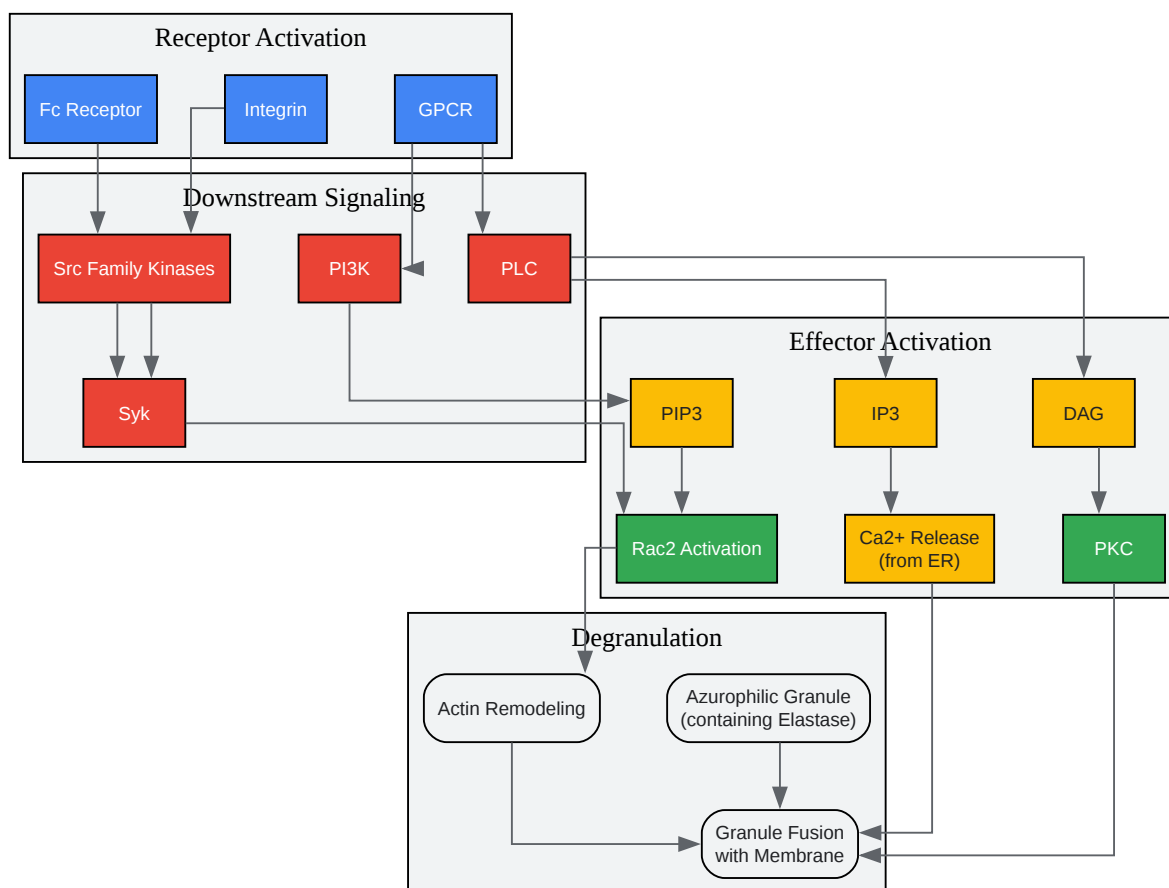 Receptor Activation
Fc Receptor
Integrin
GPCR
Downstream Signaling
Src Family Kinases
PI3K
PLC
Effector Activation
Syk
PIP3
IP3
DAG
Rac2 Activation
Ca2+ Release
(from ER)
PKC
Degranulation
Actin Remodeling
Azurophilic Granule
(containing Elastase)
Granule Fusion
with Membrane